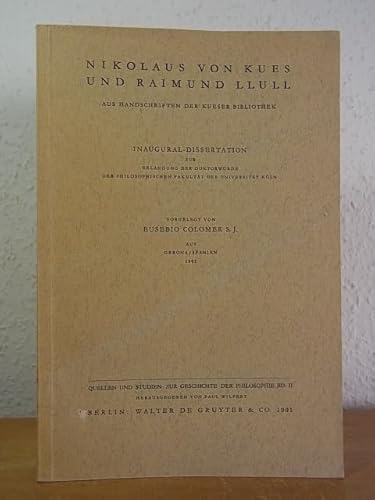 NIKOLAUS VON KUES
UND RAIMUND LLULL
AUS HANDSCHRIFTEN DER KUESER BIBLIOTHEK
INAUGURAL-DISSERTATION
ZUR
ERLANGUNG DER DOKTORWÜRDE
DER PHILOSOPHISCHEN FAKULTÄT DER UNIVERSITÄT KÖLN
VORGELEGT VON
EUSEBIO COLOMER S. J.
AUS
GERONA/SPANIEN
1961
QUELLEN UND STUDIEN ZUR GESCHICHTE DER PHILOSOPHIE BD. II
HERAUSGEGEBEN VON PAUL WILPERT
BERLIN: WALTER DE GRUYTER & CO. 1961